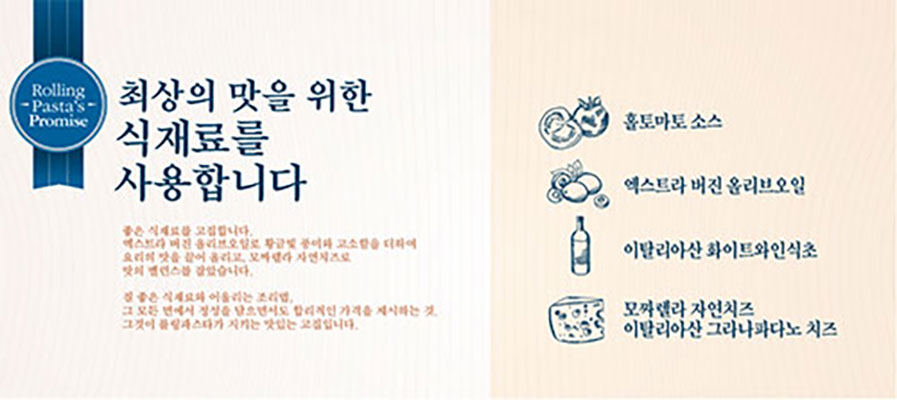 Rolling
Pasta's
Promise
최상의 맛을 위한
식재료를
사용합니다
좋은 식재료를 고집합니다.
엑스트라 버진 올리브오일로 황금빛 풍미와 고소함을 더하여
요리의 맛을 끌어 올리고, 모짜렐라 자연치즈로
맛의 밸런스를 잡았습니다.
질 좋은 식재료와 어울리는 조리법,
그 모든 면에서 정성을 담으면서도 합리적인 가격을 제시하는 것.
그것이 롤링파스타가 지키는 맛있는 고집입니다.
홀토마토 소스
엑스트라 버진 올리브오일
이탈리아산 화이트와인식초
모짜렐라 자연치즈
이탈리아산 그라나파다노 치즈